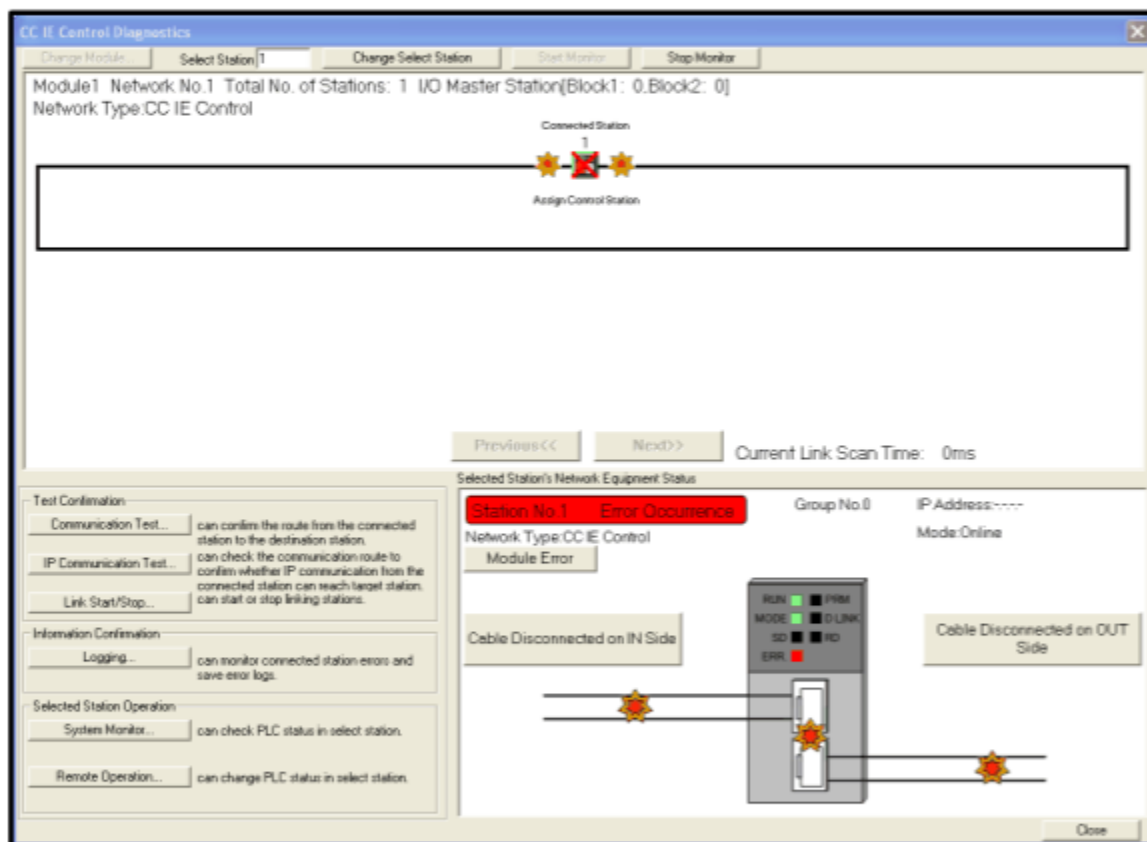 CC IE Control Diagnostics
Change Module... Select Station 1 Change Select Station Start Monitor Stop Monitor
Module1 Network No.1 Total No. of Stations: 1 I/O Master Station[Block1: 0.Block2: 0]
Network Type:CC IE Control
Connected Station
1
Assign Control Station
Previous<< Next>> Current Link Scan Time: 0ms
Test Confirmation
Communication Test... can confirm the route from the connected
station to the destination station.
IP Communication Test... can check the communication route to
confirm whether IP communication from the
connected station can reach target station.
Link Start/Stop... can start or stop linking stations.
Information Confirmation
Logging... can monitor connected station errors and
save error logs.
Selected Station Operation
System Monitor... can check PLC status in select station.
Remote Operation... can change PLC status in select station.
Selected Station's Network Equipment Status
Station No.1 Error Occurrence Group No.0 IP Address:-.-.-.-
Network Type:CC IE Control Mode:Online
Module Error
Cable Disconnected on IN Side
RUN PRM
MODE D LINK
SD RD
ERR.
Cable Disconnected on OUT
Side
Close